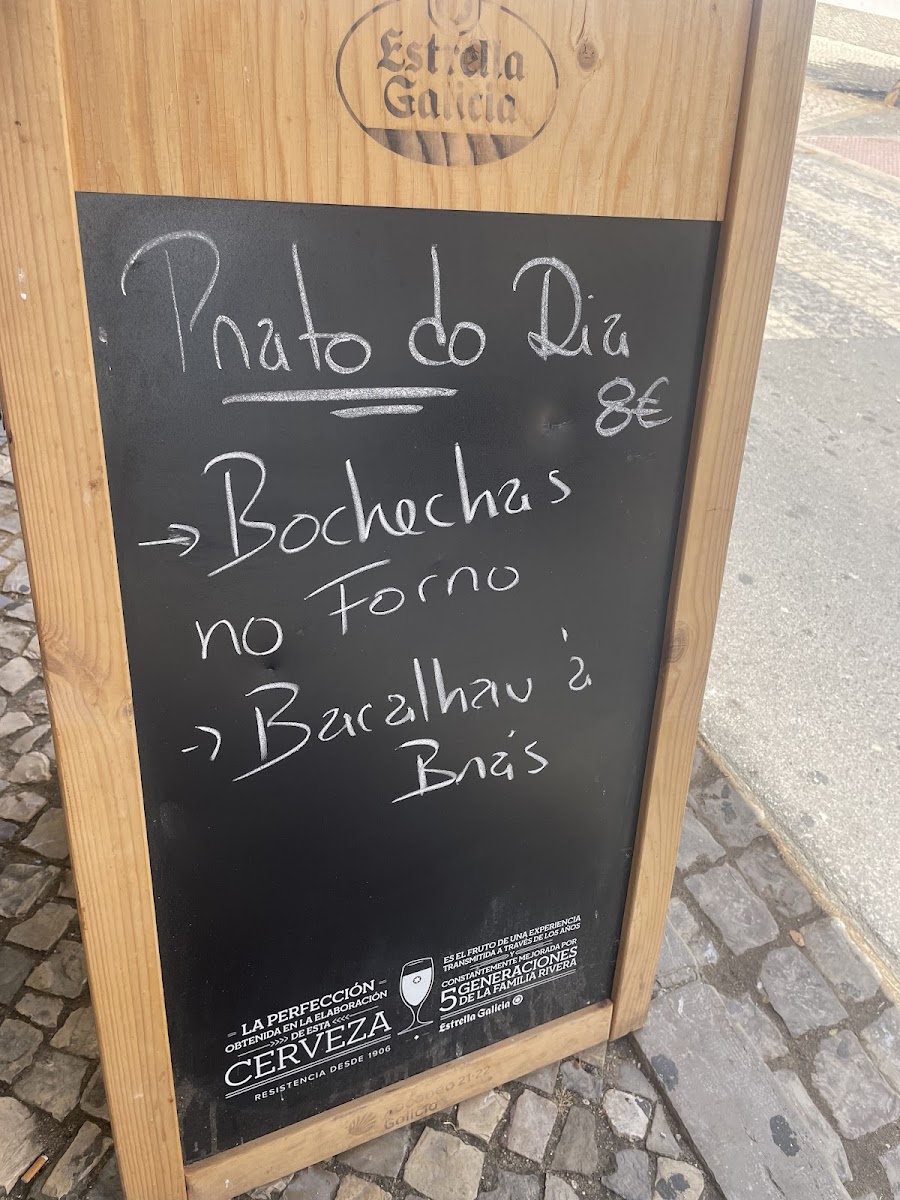 Estrella
Galicia
Prato do Dia
8€
→ Bochechas
no Forno
→ Bacalhau à
Brás
LA PERFECCIÓN
OBTENIDA EN LA ELABORACIÓN
>>>> DE ESTA <<<<
CERVEZA
RESISTENCIA DESDE 1906
ES EL FRUTO DE UNA EXPERIENCIA
TRANSMITIDA A TRAVÉS DE LOS AÑOS
Y
CONSTANTEMENTE MEJORADA POR
5 GENERACIONES
DE LA FAMILIA RIVERA
Estrella Galicia
Galicia